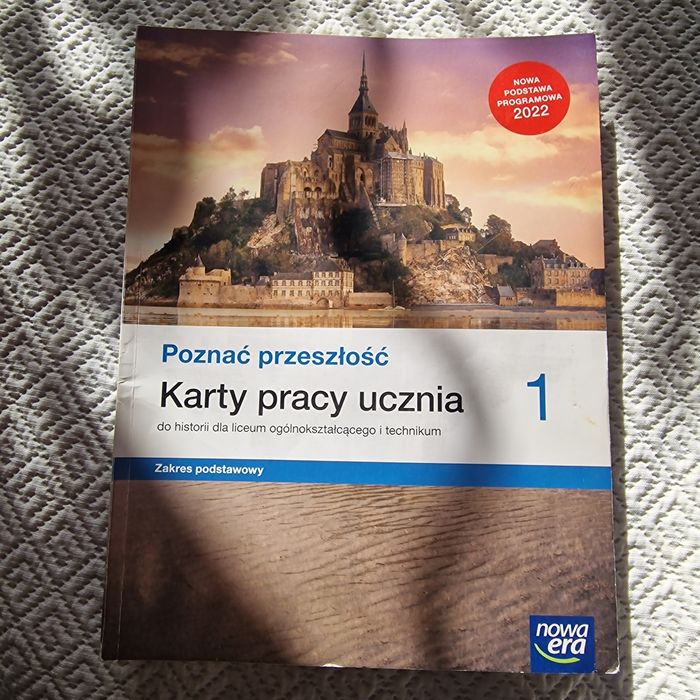 NOWA
PODSTAWA
PROGRAMOWA
2022
Poznać przeszłość
Karty pracy ucznia 1
do historii dla liceum ogólnokształcącego i technikum
Zakres podstawowy
nowa
era